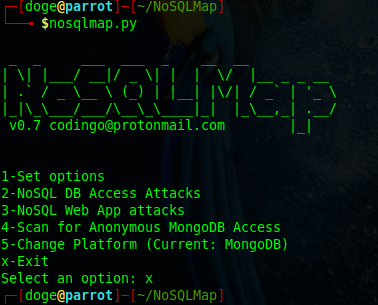 ┌─[doge@parrot]─[~/NoSQLMap]
└──╼ $nosqlmap.py
NoSQLMap
v0.7 codingo@protonmail.com
1-Set options
2-NoSQL DB Access Attacks
3-NoSQL Web App attacks
4-Scan for Anonymous MongoDB Access
5-Change Platform (Current: MongoDB)
x-Exit
Select an option: x
┌─[doge@parrot]─[~/NoSQLMap]